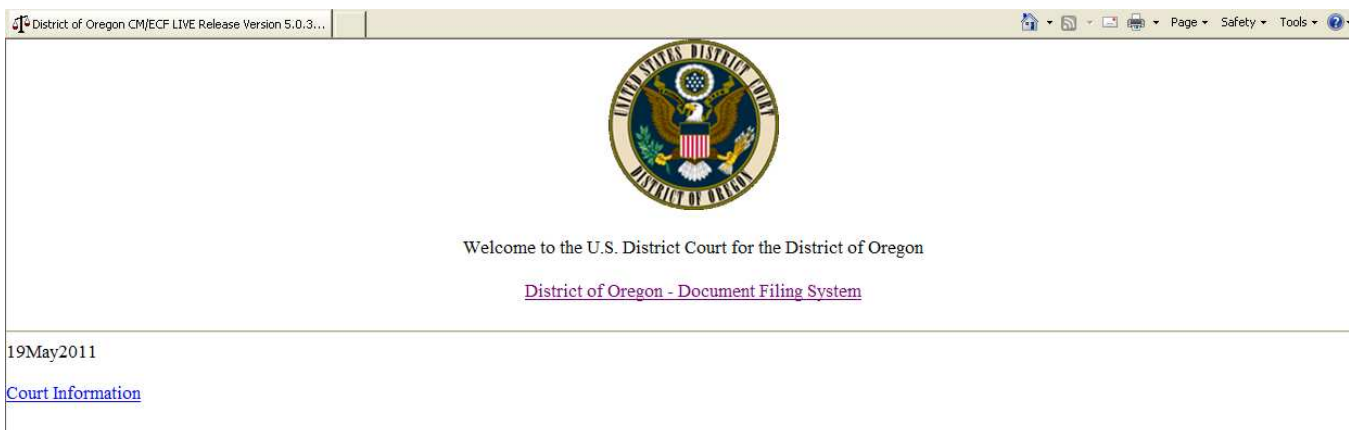 District of Oregon CM/ECF LIVE Release Version 5.0.3...
Page Safety Tools
UNITED STATES DISTRICT COURT
DISTRICT OF OREGON
Welcome to the U.S. District Court for the District of Oregon
District of Oregon - Document Filing System
19May2011
Court Information